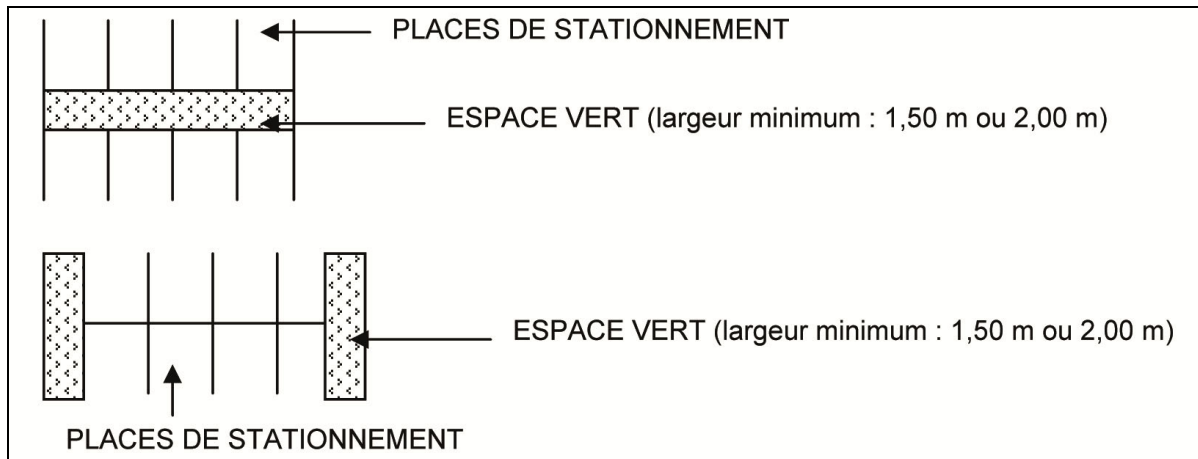 PLACES DE STATIONNEMENT
ESPACE VERT (largeur minimum : 1,50 m ou 2,00 m)
ESPACE VERT (largeur minimum : 1,50 m ou 2,00 m)
PLACES DE STATIONNEMENT